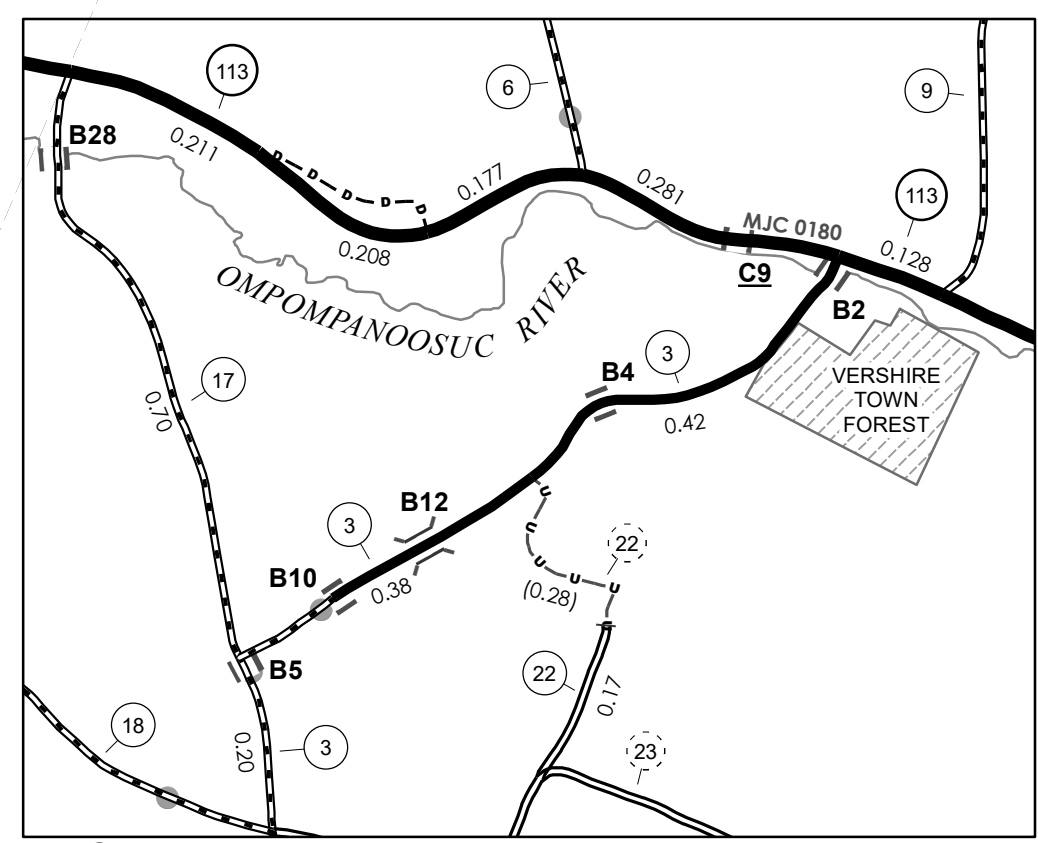 113
6
9
B28
0.211
D
D
D
D
D
0.177
0.281
113
MJC 0180
0.128
0.208
C9
B2
OMPOMPANOOSUC
RIVER
3
B4
VERSHIRE
TOWN
FOREST
17
0.70
0.42
B12
3
U
U
U
U
U
U
22
B10
0.38
(0.28)
B5
22
0.17
18
0.20
3
23